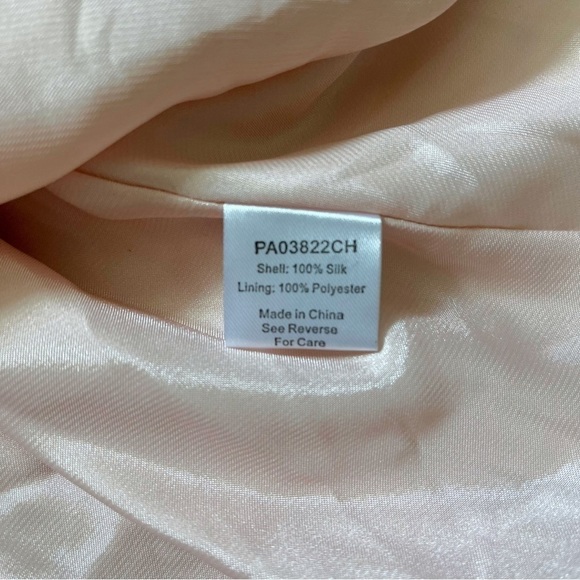 PA03822CH
Shell: 100% Silk
Lining: 100% Polyester
Made in China
See Reverse
For Care